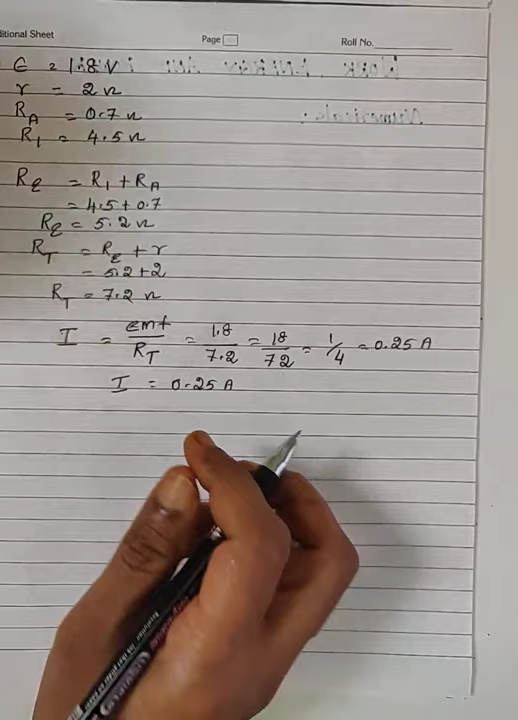 ditional Sheet
Page
Roll No.
E = 1.8 V
r = 2 Ω
R_A = 0.7 Ω
R_1 = 4.5 Ω
R_E = R_1 + R_A
= 4.5 + 0.7
R_E = 5.2 Ω
R_T = R_E + r
= 5.2 + 2
R_T = 7.2 Ω
I = emf/R_T = 1.8/7.2 = 18/72 = 1/4 = 0.25 A
I = 0.25 A